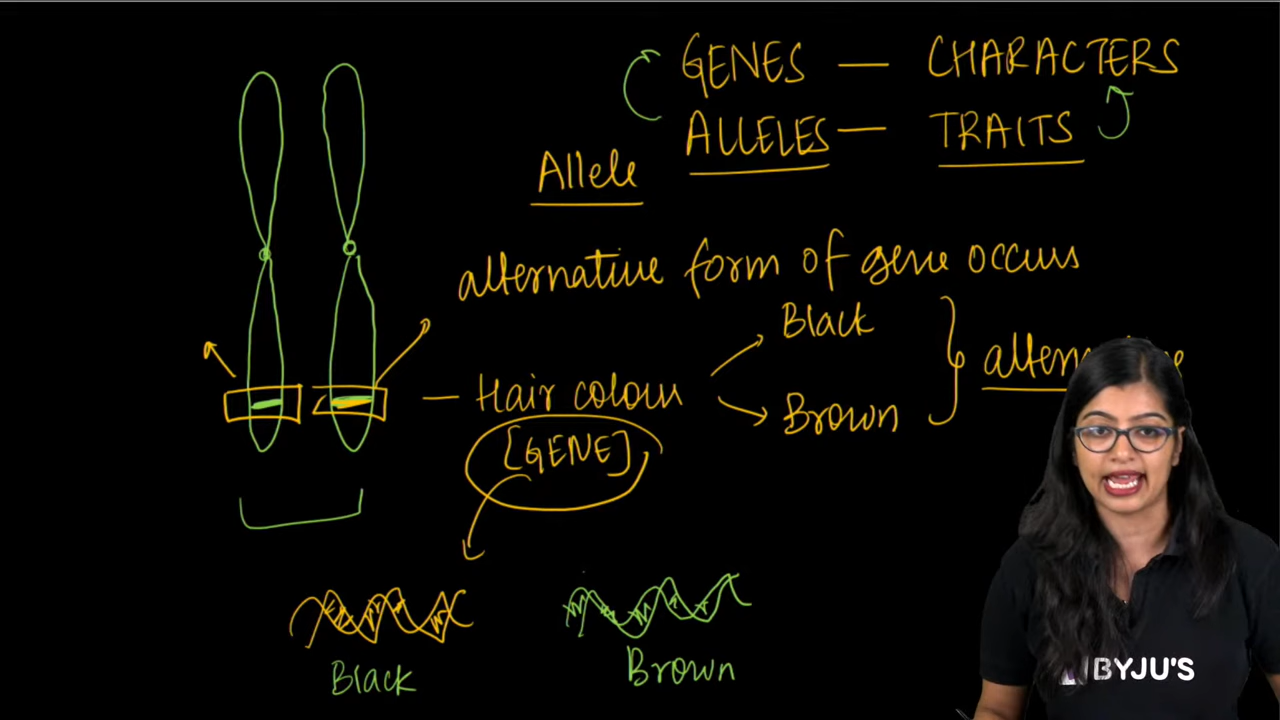 GENES — CHARACTERS
ALLELES — TRAITS
Allele
alternative form of gene occurs
Black
— Hair colour
Brown
[GENE]
Black
Brown
BYJU'S